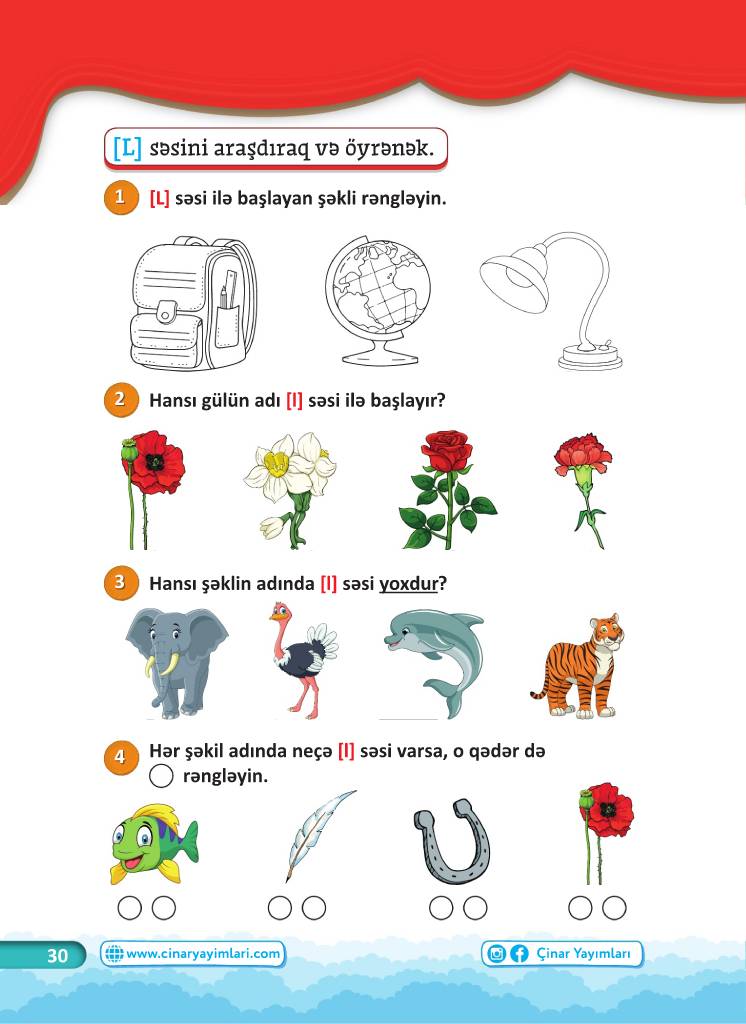 [L] səsini araşdıraq və öyrənək.
1 [L] səsi ilə başlayan şəkli rəngləyin.
2 Hansı gülün adı [l] səsi ilə başlayır?
3 Hansı şəklin adında [l] səsi yoxdur?
4 Hər şəkil adında neçə [l] səsi varsa, o qədər də
rəngləyin.
30 www.cinaryayimlari.com Çinar Yayımları